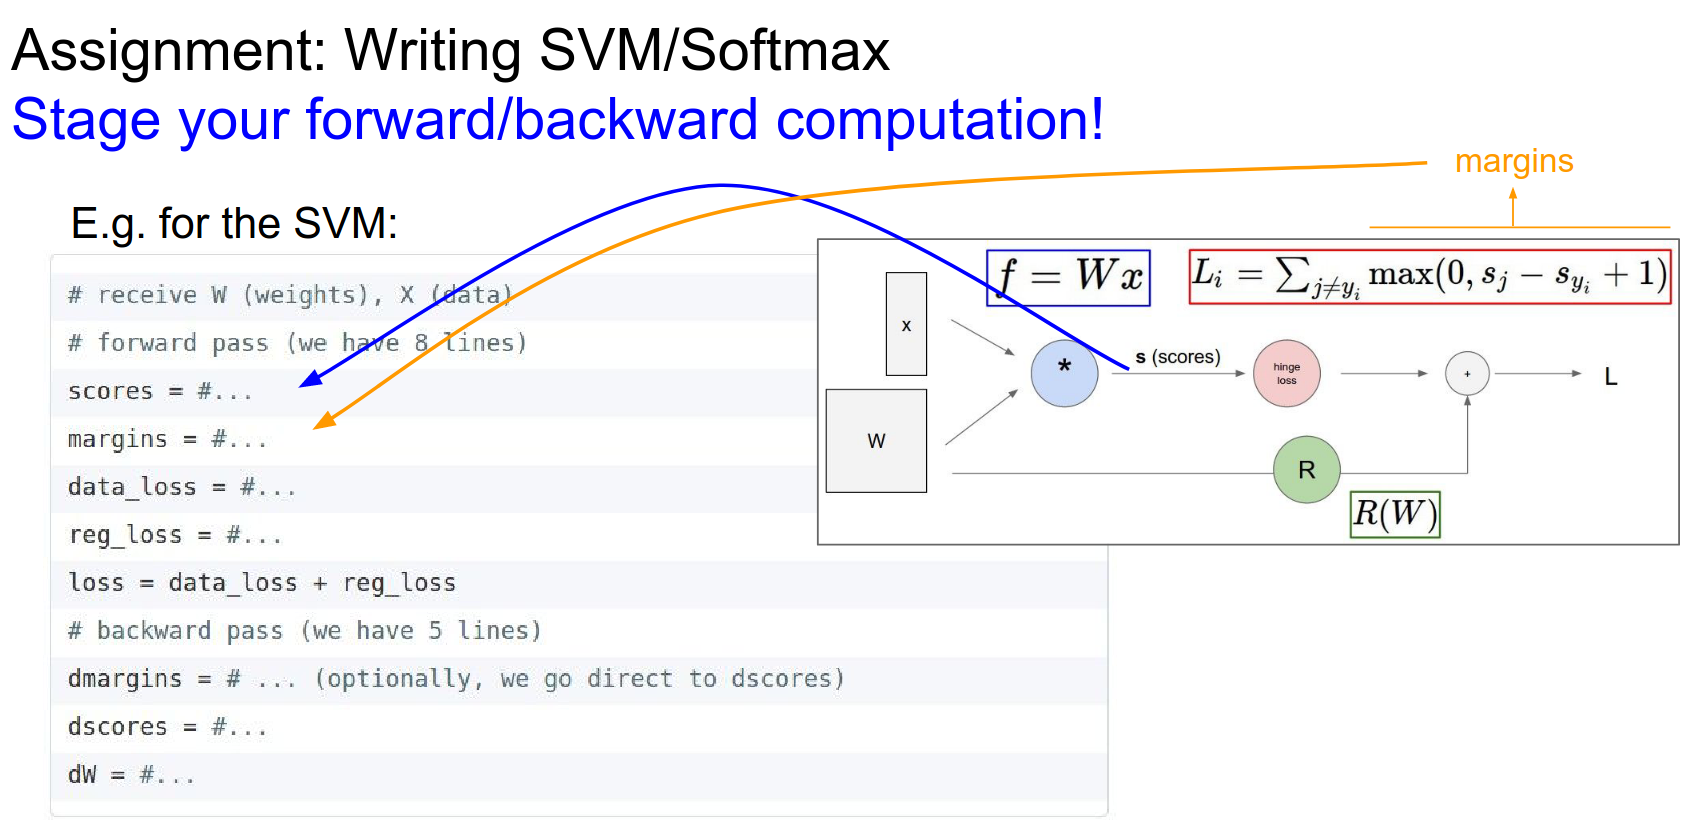 Assignment: Writing SVM/Softmax
Stage your forward/backward computation!
margins
E.g. for the SVM:
# receive W (weights), X (data)
# forward pass (we have 8 lines)
scores = #...
margins = #...
data_loss = #...
reg_loss = #...
loss = data_loss + reg_loss
# backward pass (we have 5 lines)
dmargins = # ... (optionally, we go direct to dscores)
dscores = #...
dW = #...
f = Wx
L_i = ∑_{j≠y_i} max(0, s_j − s_{y_i} + 1)
x
W
*
s (scores)
hinge
loss
+
L
R
R(W)